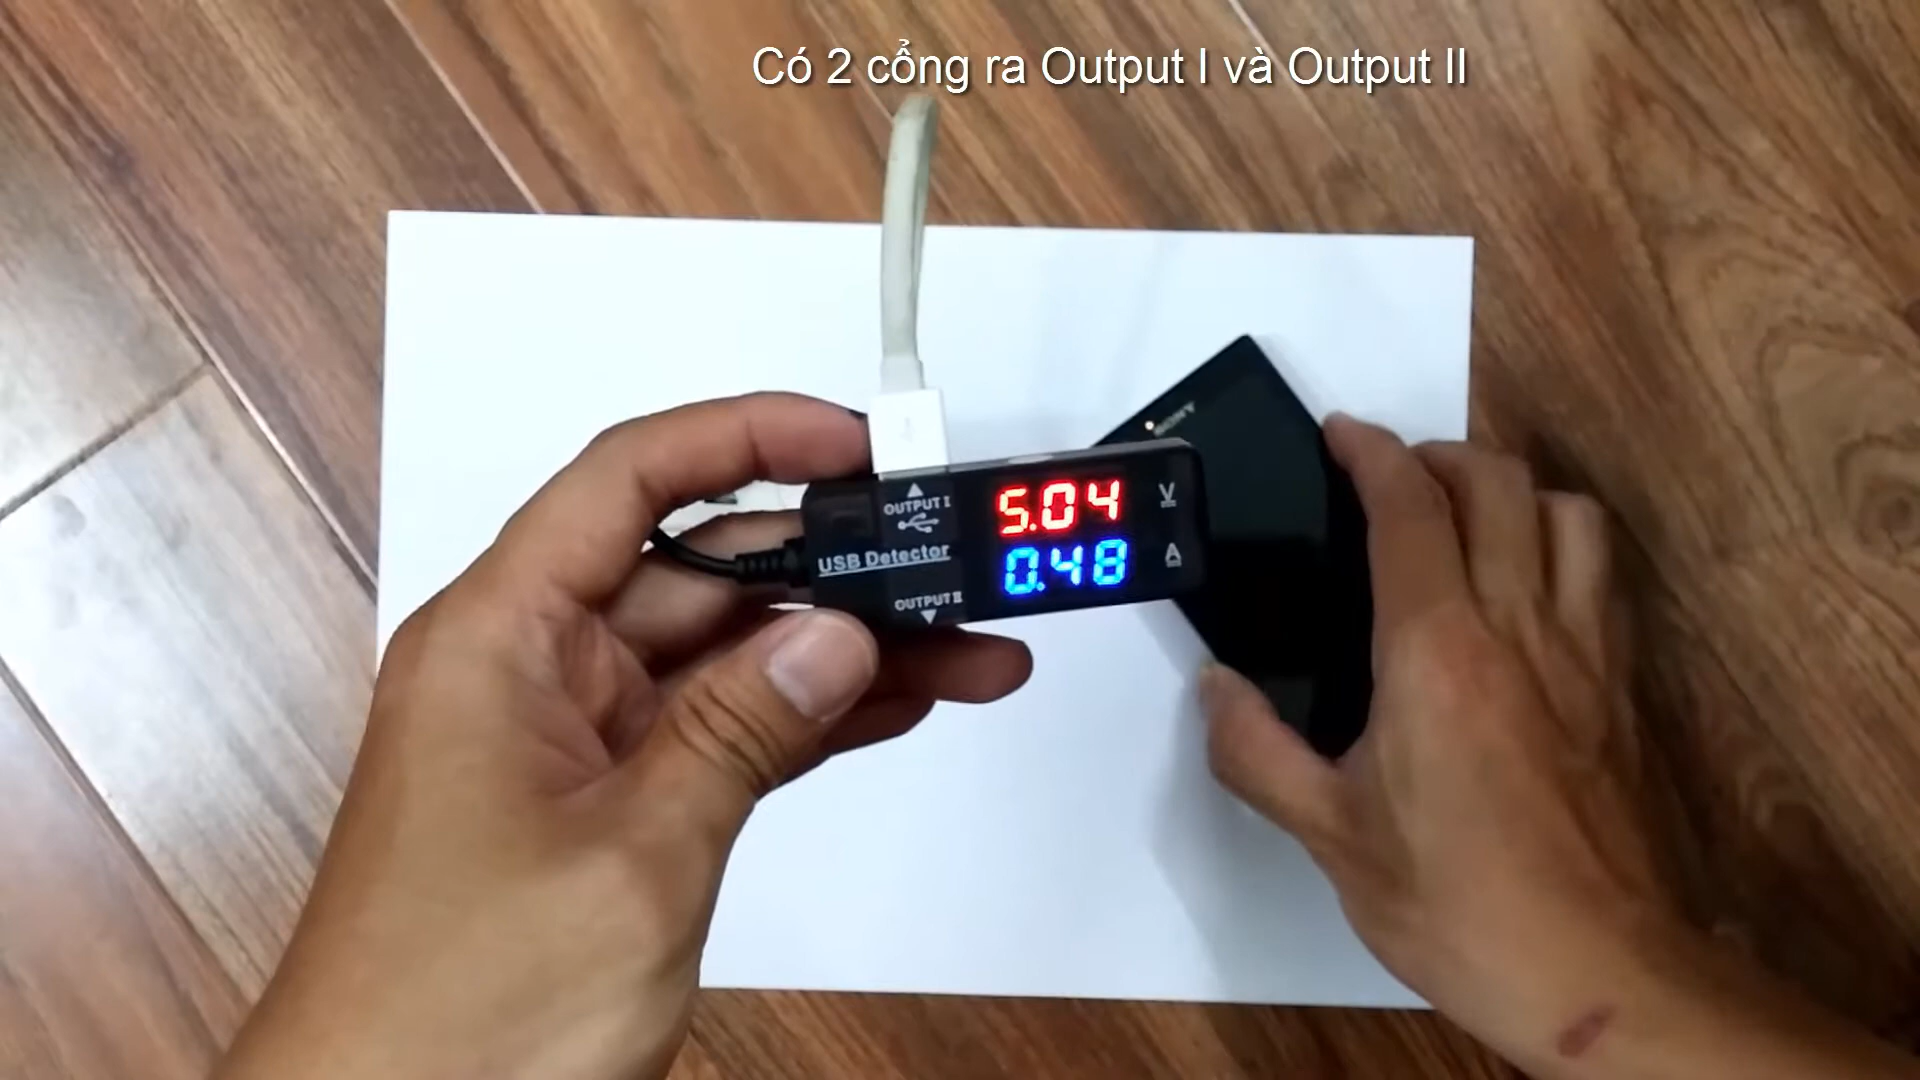 Có 2 cổng ra Output I và Output II
SONY
OUTPUT I
5.04 V
USB Detector
0.48 A
OUTPUT II